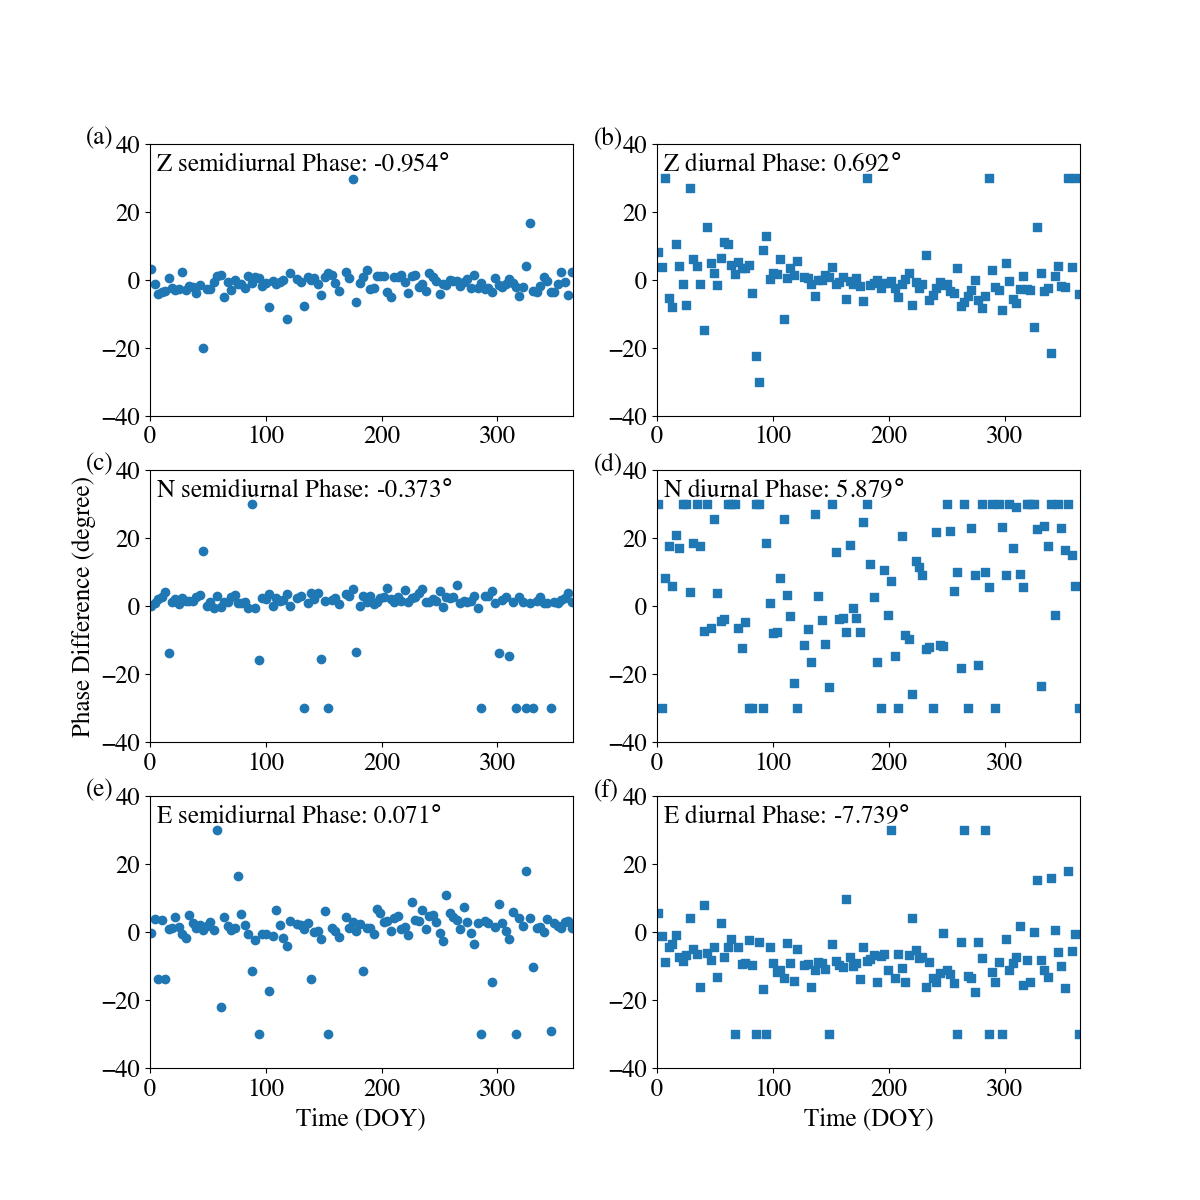 (a)
Z semidiurnal Phase: -0.954°
40
20
0
−20
−40
0 100 200 300
(b)
Z diurnal Phase: 0.692°
40
20
0
−20
−40
0 100 200 300
Phase Difference (degree)
(c)
N semidiurnal Phase: -0.373°
40
20
0
−20
−40
0 100 200 300
(d)
N diurnal Phase: 5.879°
40
20
0
−20
−40
0 100 200 300
(e)
E semidiurnal Phase: 0.071°
40
20
0
−20
−40
0 100 200 300
Time (DOY)
(f)
E diurnal Phase: -7.739°
40
20
0
−20
−40
0 100 200 300
Time (DOY)